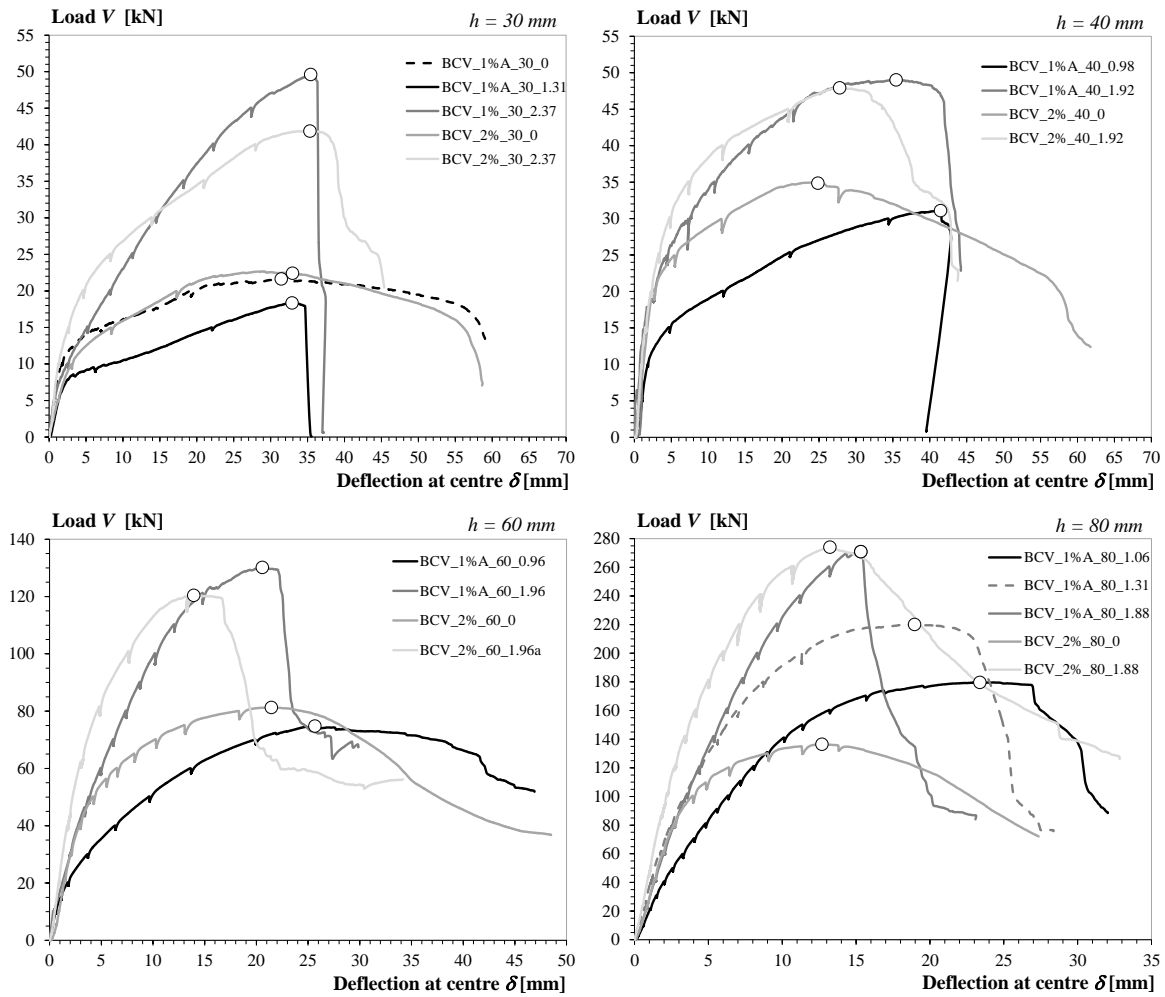 Load V [kN]
h = 30 mm
55
50
45
40
35
30
25
20
15
10
5
0
BCV_1%A_30_0
BCV_1%A_30_1.31
BCV_1%_30_2.37
BCV_2%_30_0
BCV_2%_30_2.37
0 5 10 15 20 25 30 35 40 45 50 55 60 65 70
Deflection at centre δ [mm]
Load V [kN]
h = 40 mm
55
50
45
40
35
30
25
20
15
10
5
0
BCV_1%A_40_0.98
BCV_1%A_40_1.92
BCV_2%_40_0
BCV_2%_40_1.92
0 5 10 15 20 25 30 35 40 45 50 55 60 65 70
Deflection at centre δ [mm]
Load V [kN]
h = 60 mm
140
120
100
80
60
40
20
0
BCV_1%A_60_0.96
BCV_1%A_60_1.96
BCV_2%_60_0
BCV_2%_60_1.96a
0 5 10 15 20 25 30 35 40 45 50
Deflection at centre δ [mm]
Load V [kN]
h = 80 mm
280
260
240
220
200
180
160
140
120
100
80
60
40
20
0
BCV_1%A_80_1.06
BCV_1%A_80_1.31
BCV_1%A_80_1.88
BCV_2%_80_0
BCV_2%_80_1.88
0 5 10 15 20 25 30 35
Deflection at centre δ [mm]